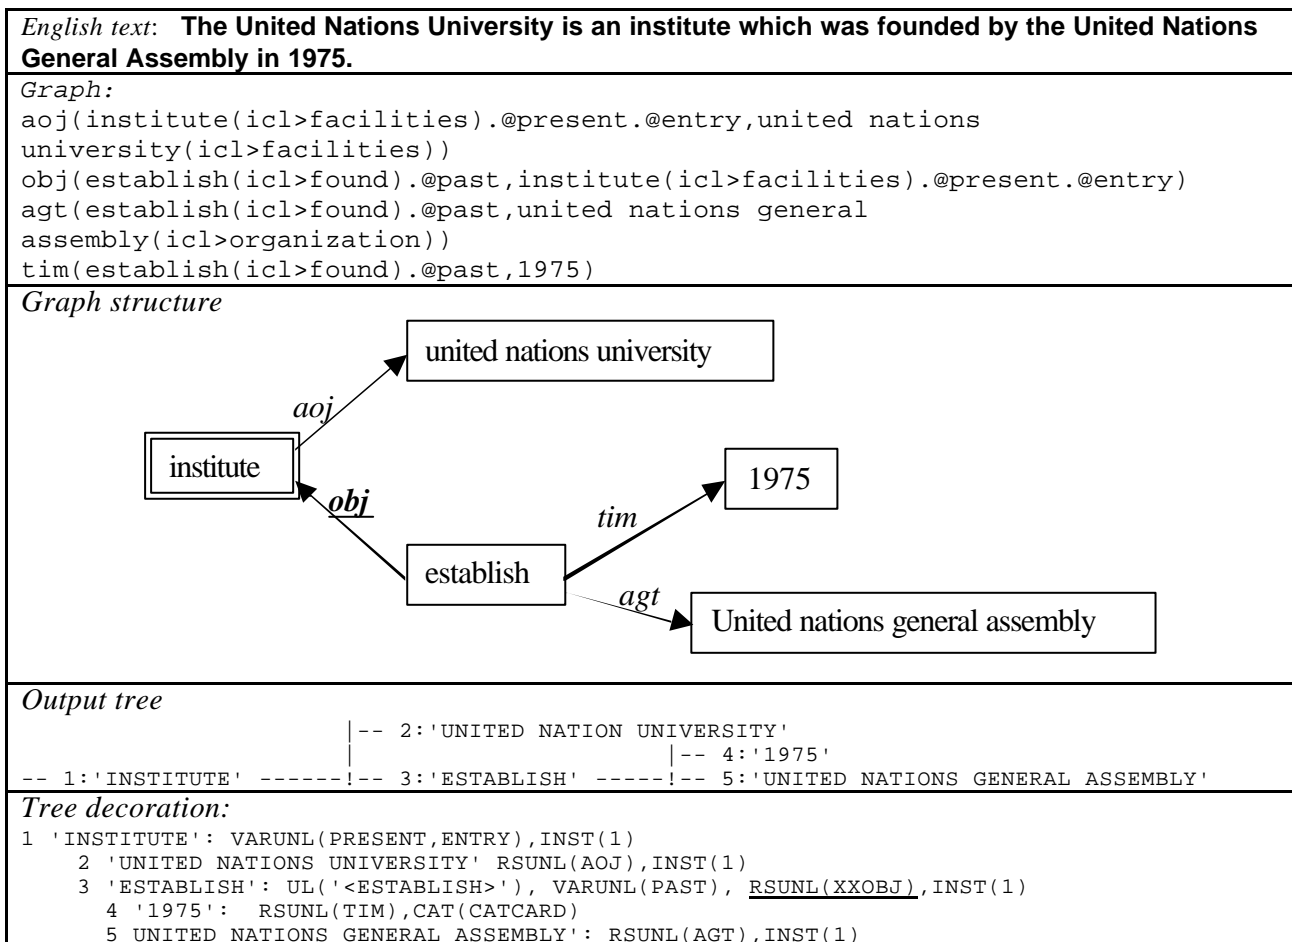 English text:   The United Nations University is an institute which was founded by the United Nations
General Assembly in 1975.
Graph:
aoj(institute(icl>facilities).@present.@entry,united nations
university(icl>facilities))
obj(establish(icl>found).@past,institute(icl>facilities).@present.@entry)
agt(establish(icl>found).@past,united nations general
assembly(icl>organization))
tim(establish(icl>found).@past,1975)
Graph structure
united nations university
aoj
institute
1975
obj
tim
establish
agt
United nations general assembly
Output tree
|-- 2:'UNITED NATION UNIVERSITY'
|                         |-- 4:'1975'
-- 1:'INSTITUTE' ------!-- 3:'ESTABLISH' -----!-- 5:'UNITED NATIONS GENERAL ASSEMBLY'
Tree decoration:
1 'INSTITUTE': VARUNL(PRESENT,ENTRY),INST(1)
2 'UNITED NATIONS UNIVERSITY' RSUNL(AOJ),INST(1)
3 'ESTABLISH': UL('<ESTABLISH>'), VARUNL(PAST), RSUNL(XXOBJ),INST(1)
4 '1975':  RSUNL(TIM),CAT(CATCARD)
5 UNITED NATIONS GENERAL ASSEMBLY': RSUNL(AGT),INST(1)